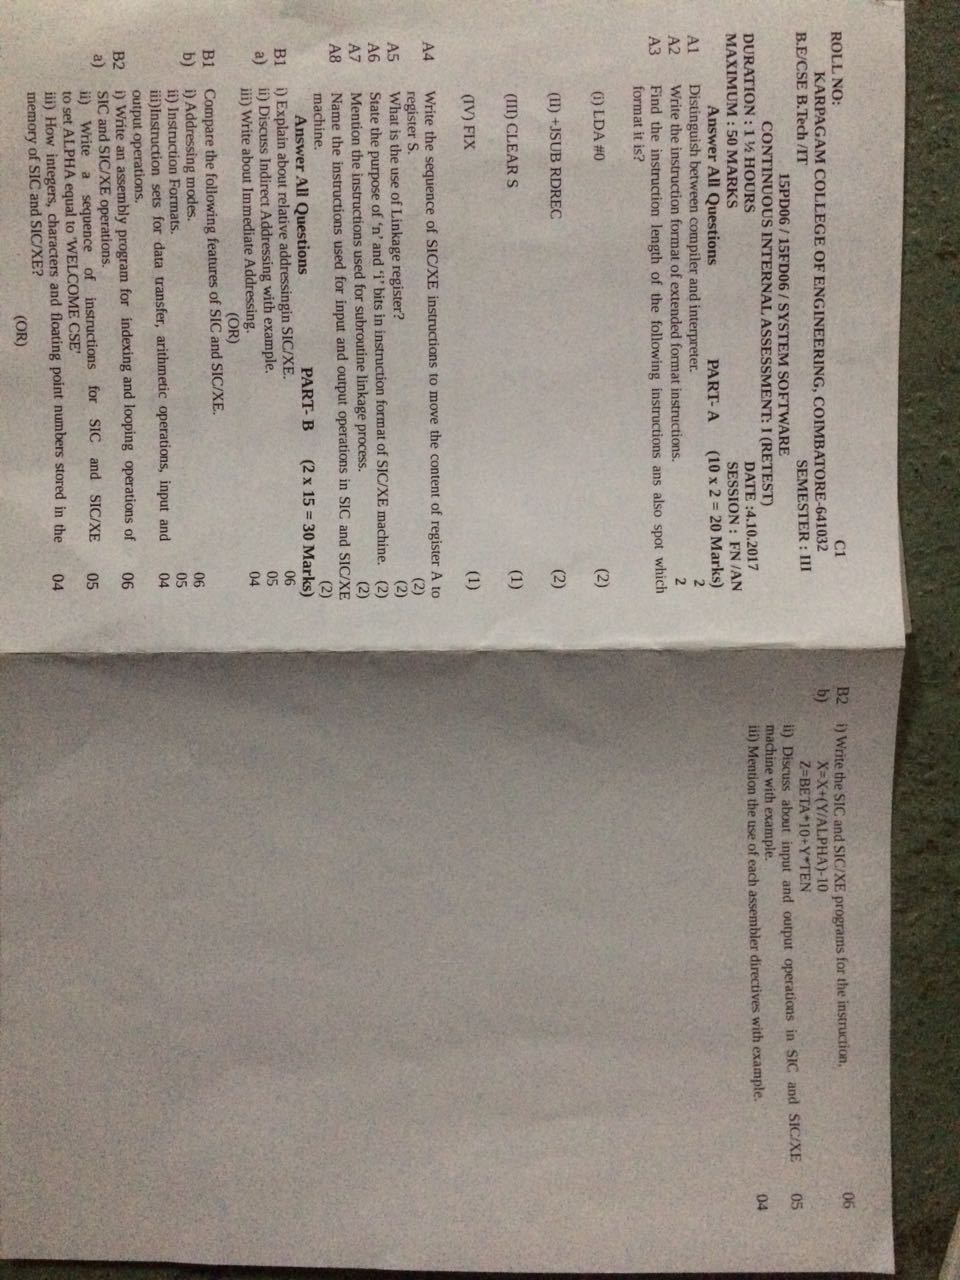 ROLL NO: C1
KARPAGAM COLLEGE OF ENGINEERING, COIMBATORE-641032
B.E/CSE B.Tech /IT SEMESTER : III
15PD06 / 15FD06 / SYSTEM SOFTWARE
CONTINUOUS INTERNAL ASSESSMENT: I (RETEST)
DURATION : 1 ½ HOURS DATE :4.10.2017
MAXIMUM : 50 MARKS SESSION : FN /AN
Answer All Questions PART- A (10 x 2 = 20 Marks)
A1 Distinguish between compiler and interpreter. 2
A2 Write the instruction format of extended format instructions. 2
A3 Find the instruction length of the following instructions ans also spot which
format it is?
(i) LDA #0 (2)
(II) +JSUB RDREC (2)
(III) CLEAR S (1)
(IV) FIX (1)
A4 Write the sequence of SIC/XE instructions to move the content of register A to
register S. (2)
A5 What is the use of Linkage register? (2)
A6 State the purpose of ‘n’ and ‘i’ bits in instruction format of SIC/XE machine. (2)
A7 Mention the instructions used for subroutine linkage process. (2)
A8 Name the instructions used for input and output operations in SIC and SIC/XE
machine. (2)
Answer All Questions PART- B (2 x 15 = 30 Marks)
B1 i) Explain about relative addressingin SIC/XE. 06
a) ii) Discuss Indirect Addressing with example. 05
iii) Write about Immediate Addressing. 04
(OR)
B1 Compare the following features of SIC and SIC/XE.
b) i) Addressing modes. 06
ii) Instruction Formats. 05
iii)Instruction sets for data transfer, arithmetic operations, input and 04
output operations.
B2 i) Write an assembly program for indexing and looping operations of 06
a) SIC and SIC/XE operations.
ii) Write a sequence of instructions for SIC and SIC/XE 05
to set ALPHA equal to 'WELCOME CSE'
iii) How integers, characters and floating point numbers stored in the 04
memory of SIC and SIC/XE?
(OR)
B2 i) Write the SIC and SIC/XE programs for the instruction, 06
b) X=X+(Y/ALPHA)-10
Z=BETA*10+Y*TEN
ii) Discuss about input and output operations in SIC and SIC/XE 05
machine with example.
iii) Mention the use of each assembler directives with example. 04